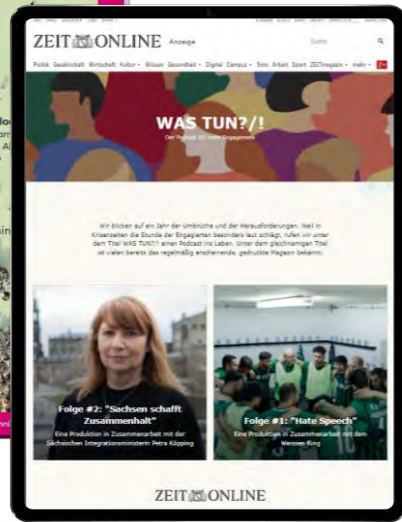 ZEIT ONLINE Anzeige
Suche
Politik Gesellschaft Wirtschaft Kultur Wissen Gesundheit Digital Campus Sinn Arbeit Sport ZEITmagazin mehr
WAS TUN?/!
Der Podcast für mehr Engagement
Wir blicken auf ein Jahr der Umbrüche und der Herausforderungen. Weil in
Krisenzeiten die Stunde der Engagierten besonders laut schlägt, rufen wir unter
dem Titel WAS TUN?/! einen Podcast ins Leben. Unter dem gleichnamigen Titel
ist vielen bereits das regelmäßig erscheinende, gedruckte Magazin bekannt.
Folge #2: "Sachsen schafft
Zusammenhalt"
Eine Produktion in Zusammenarbeit mit der
Sächsischen Integrationsministerin Petra Köpping
Folge #1: "Hate Speech"
Eine Produktion in Zusammenarbeit mit dem
Weissen Ring
ZEIT ONLINE